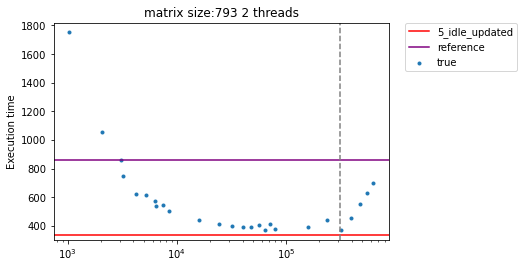 matrix size:793 2 threads
Execution time
1800
1600
1400
1200
1000
800
600
400
10³
10⁴
10⁵
5_idle_updated
reference
true